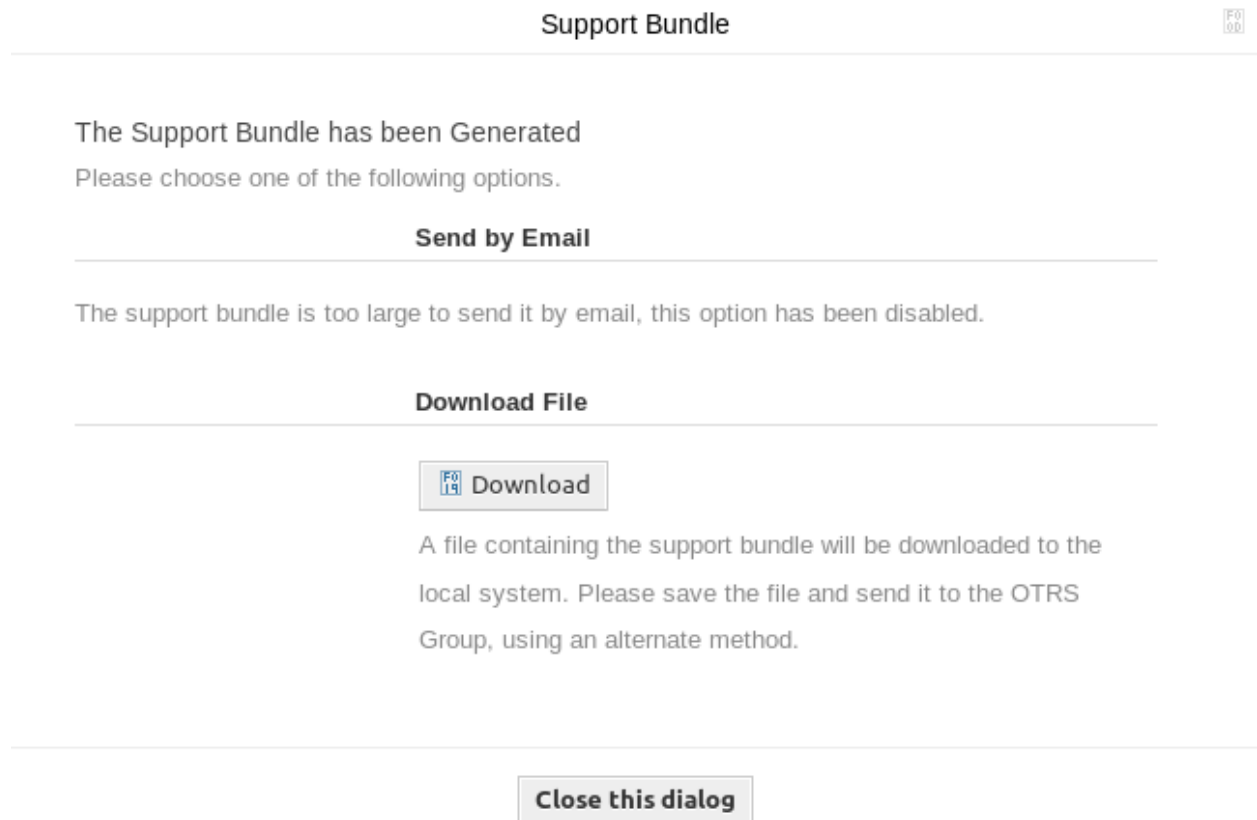 Support Bundle
The Support Bundle has been Generated
Please choose one of the following options.
Send by Email
The support bundle is too large to send it by email, this option has been disabled.
Download File
Download
A file containing the support bundle will be downloaded to the
local system. Please save the file and send it to the OTRS
Group, using an alternate method.
Close this dialog